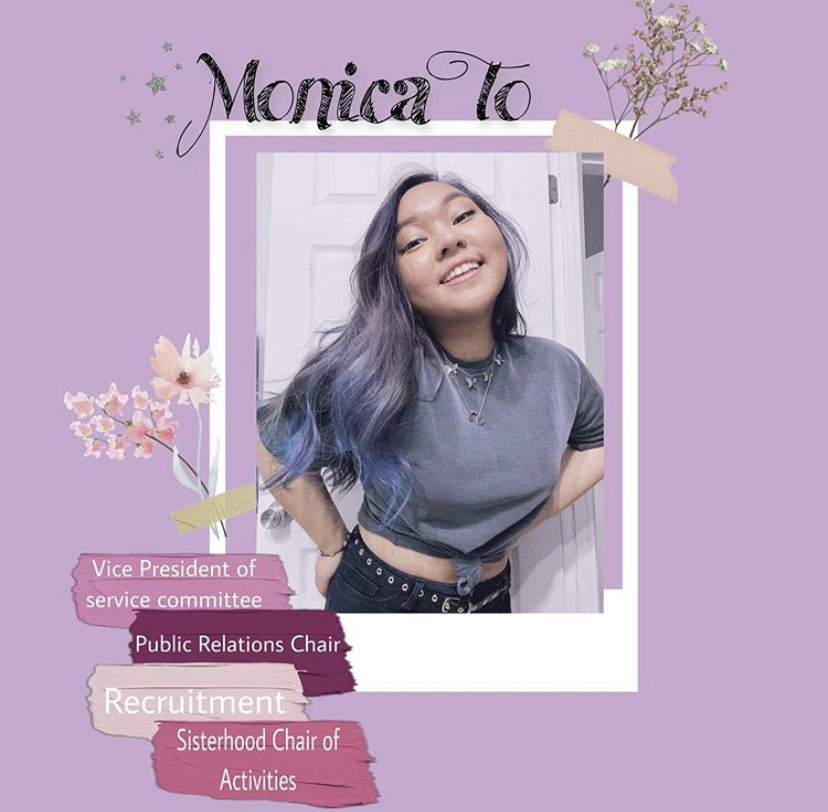 Monica To
Vice President of
service committee
Public Relations Chair
Recruitment
Sisterhood Chair of
Activities